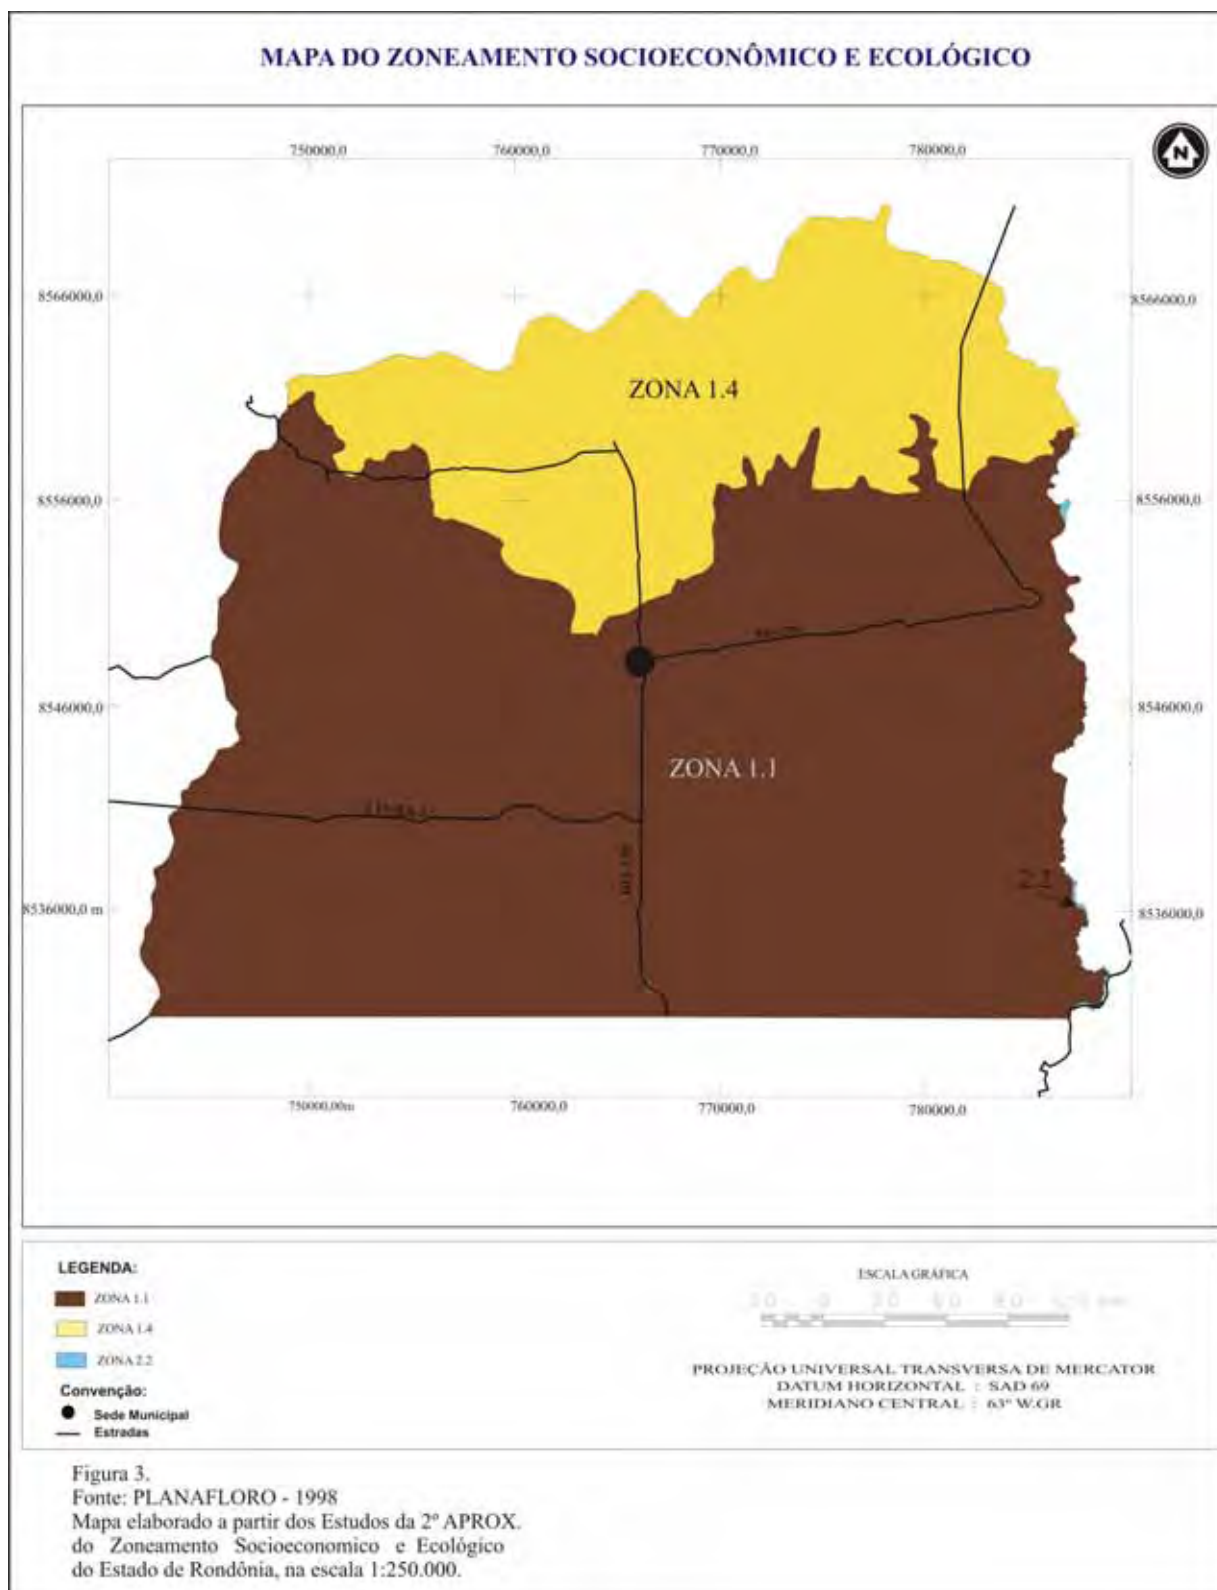 MAPA DO ZONEAMENTO SOCIOECONÔMICO E ECOLÓGICO
750000,0
760000,0
770000,0
780000,0
N
8566000,0
8566000,0
ZONA 1.4
8556000,0
8556000,0
8546000,0
8546000,0
ZONA 1.1
8536000,0 m
8536000,0
750000,00m
760000,0
770000,0
780000,0
LEGENDA:
ZONA 1.1
ZONA 1.4
ZONA 2.2
Convenção:
Sede Municipal
Estradas
ESCALA GRÁFICA
PROJEÇÃO UNIVERSAL TRANSVERSA DE MERCATOR
DATUM HORIZONTAL : SAD 69
MERIDIANO CENTRAL : 63º W.GR
Figura 3.
Fonte: PLANAFLORO - 1998
Mapa elaborado a partir dos Estudos da 2º APROX.
do Zoneamento Socioeconomico e Ecológico
do Estado de Rondônia, na escala 1:250.000.